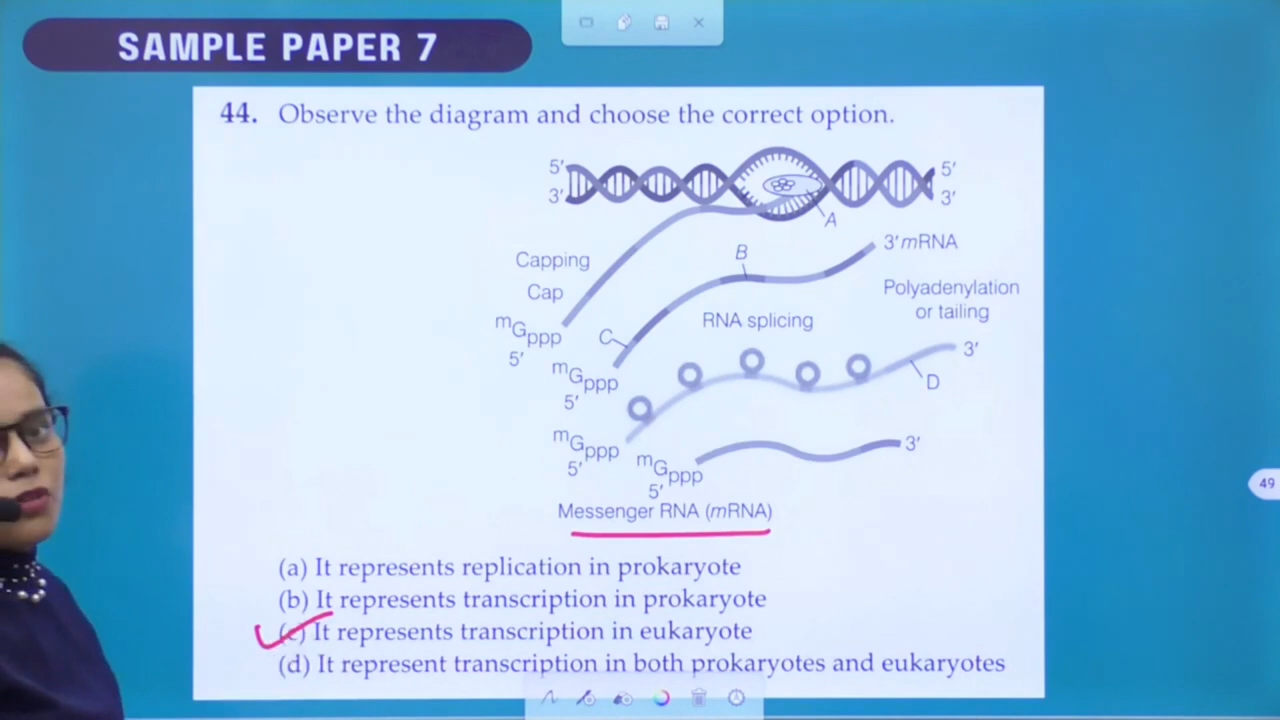 SAMPLE PAPER 7
44. Observe the diagram and choose the correct option.
5′
3′
5′
3′
A
Capping
Cap
mGppp
5′
B
3′mRNA
Polyadenylation
or tailing
RNA splicing
C
mGppp
5′
3′
D
mGppp
5′
mGppp
5′
3′
Messenger RNA (mRNA)
(a) It represents replication in prokaryote
(b) It represents transcription in prokaryote
(c) It represents transcription in eukaryote
(d) It represent transcription in both prokaryotes and eukaryotes
49